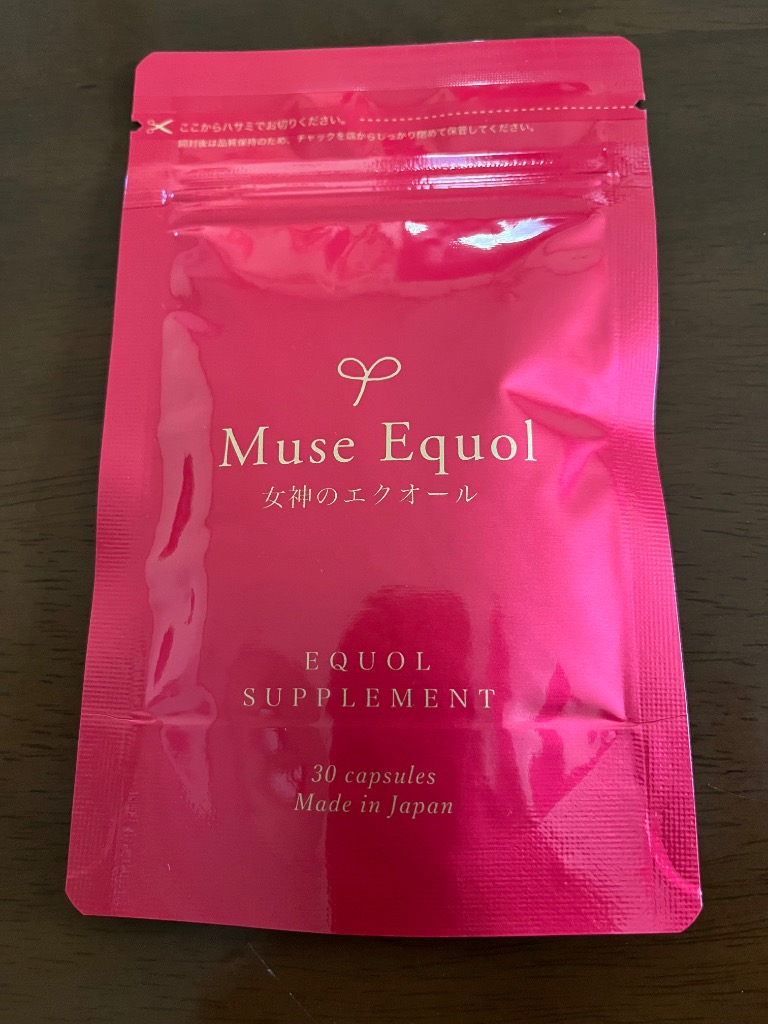 ここからハサミでお切りください。
開封後は品質保持のため、チャックを端からしっかり閉めて保管してください。
Muse Equol
女神のエクオール
EQUOL
SUPPLEMENT
30 capsules
Made in Japan